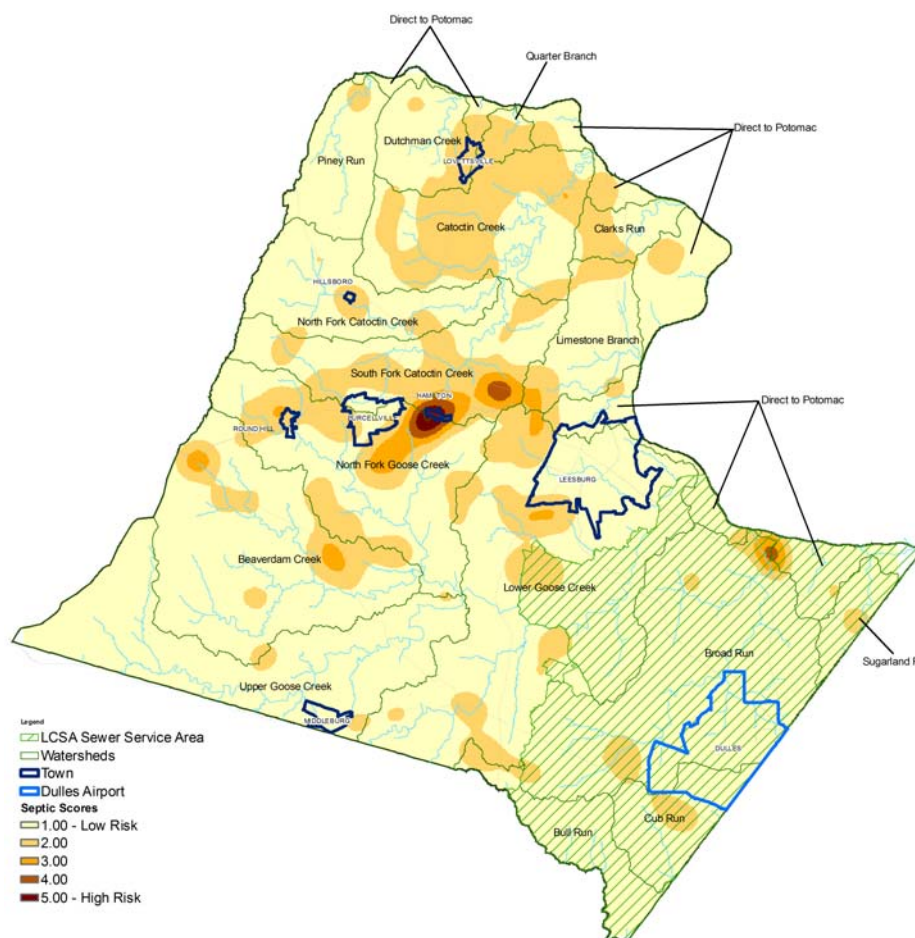 Direct to Potomac
Quarter Branch
Direct to Potomac
Dutchman Creek
LOVETTSVILLE
Piney Run
Catoctin Creek
Clarks Run
HILLSBORO
North Fork Catoctin Creek
Limestone Branch
South Fork Catoctin Creek
HAMILTON
Direct to Potomac
PURCELLVILLE
ROUND HILL
North Fork Goose Creek
LEESBURG
Beaverdam Creek
Lower Goose Creek
Broad Run
Sugarland R
Upper Goose Creek
MIDDLEBURG
DULLES
Cub Run
Bull Run
Legend
LCSA Sewer Service Area
Watersheds
Town
Dulles Airport
Septic Scores
1.00 - Low Risk
2.00
3.00
4.00
5.00 - High Risk